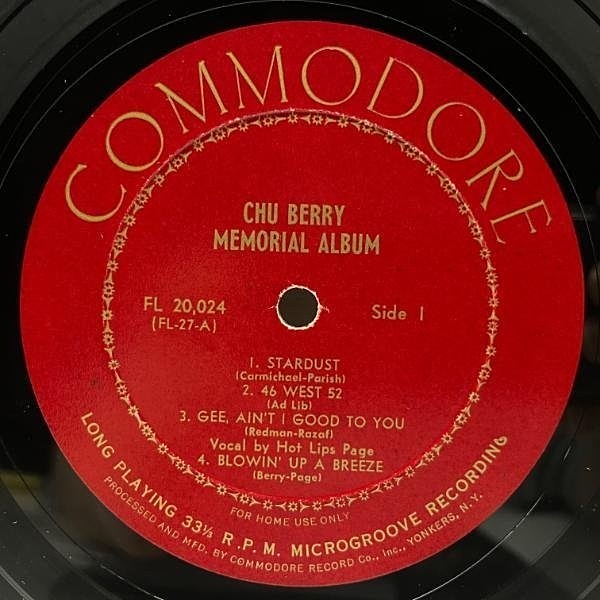 COMMODORE
CHU BERRY
MEMORIAL ALBUM
FL 20,024
(FL-27-A)
Side 1
1. STARDUST
(Carmichael-Parish)
2. 46 WEST 52
(Ad Lib)
3. GEE, AIN'T I GOOD TO YOU
(Redman-Razaf)
Vocal by Hot Lips Page
4. BLOWIN' UP A BREEZE
(Berry-Page)
FOR HOME USE ONLY
LONG PLAYING 33⅓ R.P.M. MICROGROOVE RECORDING
PROCESSED AND MFD. BY COMMODORE RECORD Co., Inc., YONKERS, N.Y.